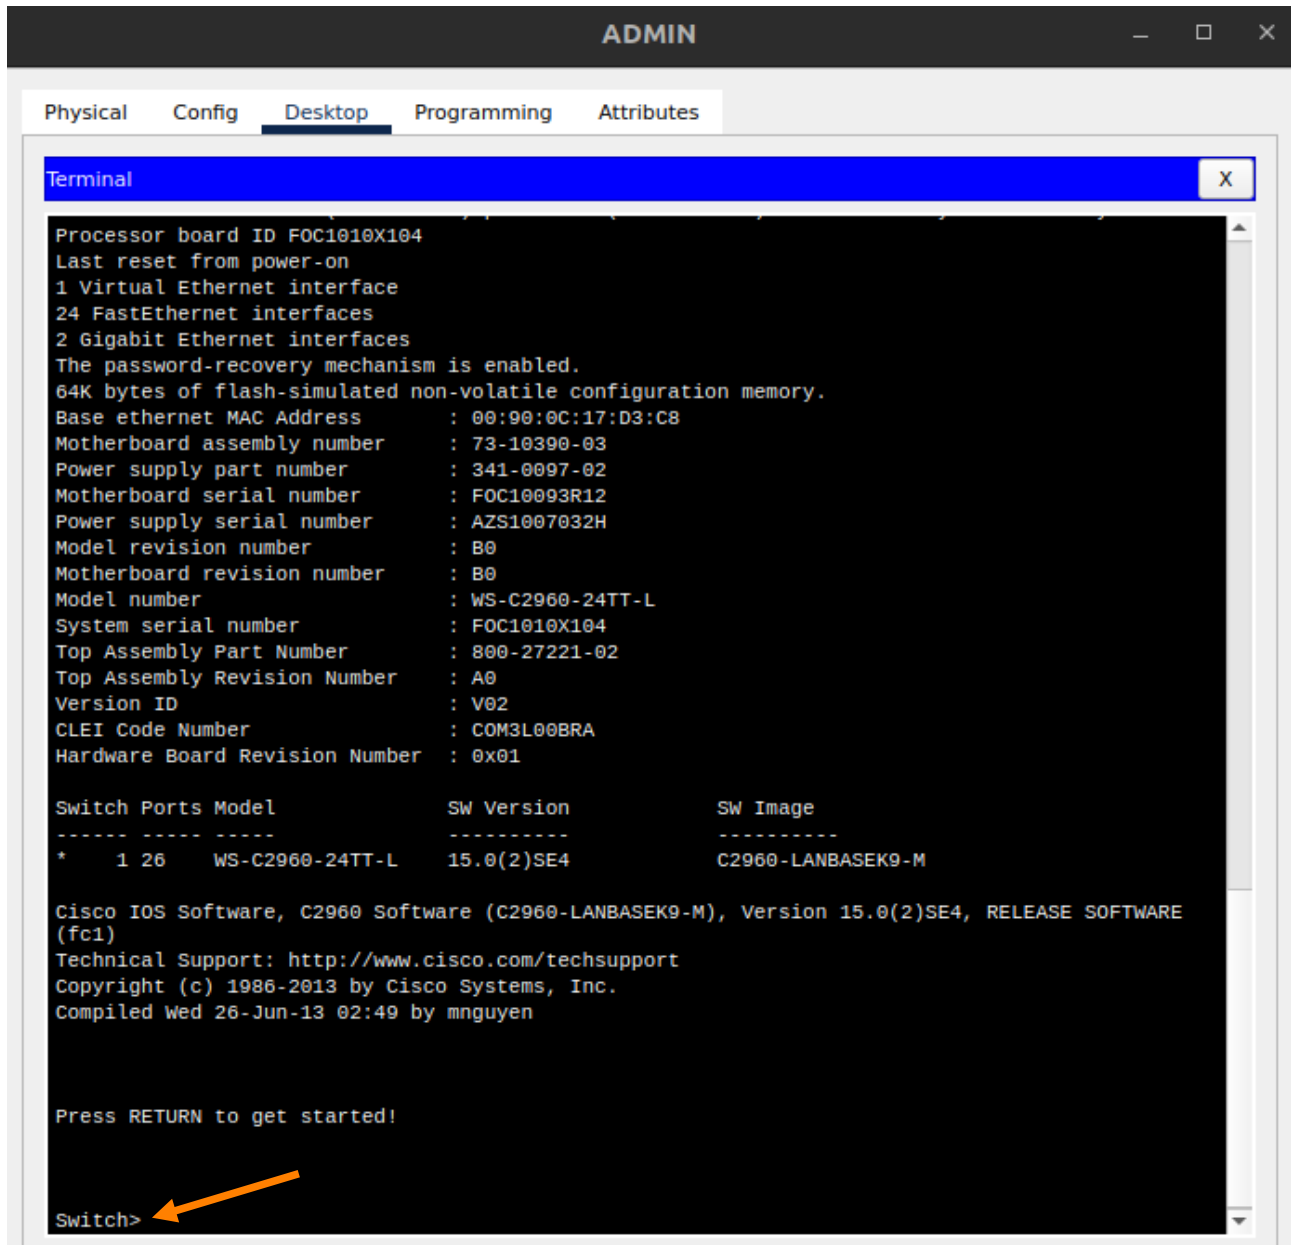 ADMIN
Physical Config Desktop Programming Attributes
Terminal X
Processor board ID FOC1010X104
Last reset from power-on
1 Virtual Ethernet interface
24 FastEthernet interfaces
2 Gigabit Ethernet interfaces
The password-recovery mechanism is enabled.
64K bytes of flash-simulated non-volatile configuration memory.
Base ethernet MAC Address : 00:90:0C:17:D3:C8
Motherboard assembly number : 73-10390-03
Power supply part number : 341-0097-02
Motherboard serial number : FOC10093R12
Power supply serial number : AZS1007032H
Model revision number : B0
Motherboard revision number : B0
Model number : WS-C2960-24TT-L
System serial number : FOC1010X104
Top Assembly Part Number : 800-27221-02
Top Assembly Revision Number : A0
Version ID : V02
CLEI Code Number : COM3L00BRA
Hardware Board Revision Number : 0x01
Switch Ports Model SW Version SW Image
------ ----- ----- ---------- ----------
* 1 26 WS-C2960-24TT-L 15.0(2)SE4 C2960-LANBASEK9-M
Cisco IOS Software, C2960 Software (C2960-LANBASEK9-M), Version 15.0(2)SE4, RELEASE SOFTWARE
(fc1)
Technical Support: http://www.cisco.com/techsupport
Copyright (c) 1986-2013 by Cisco Systems, Inc.
Compiled Wed 26-Jun-13 02:49 by mnguyen
Press RETURN to get started!
Switch>